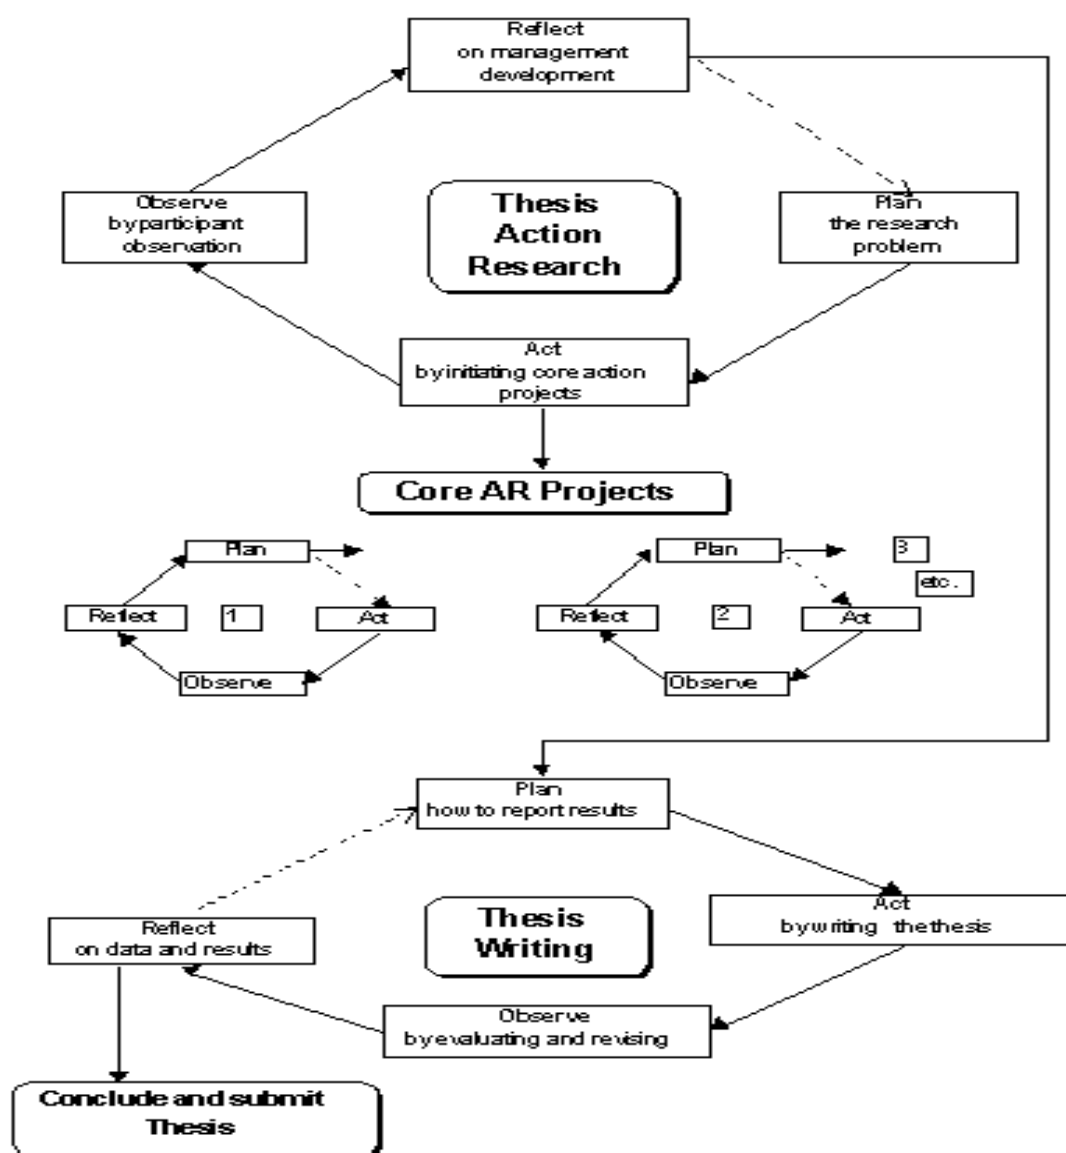 Reflect
on management
development
Observe
by participant
observation
Thesis
Action
Research
Plan
the research
problem
Act
by initiating core action
projects
Core AR Projects
Plan
Reflect
1
Act
Observe
Plan
3
etc.
Reflect
2
Act
Observe
Plan
how to report results
Reflect
on data and results
Thesis
Writing
Act
by writing the thesis
Observe
by evaluating and revising
Conclude and submit
Thesis